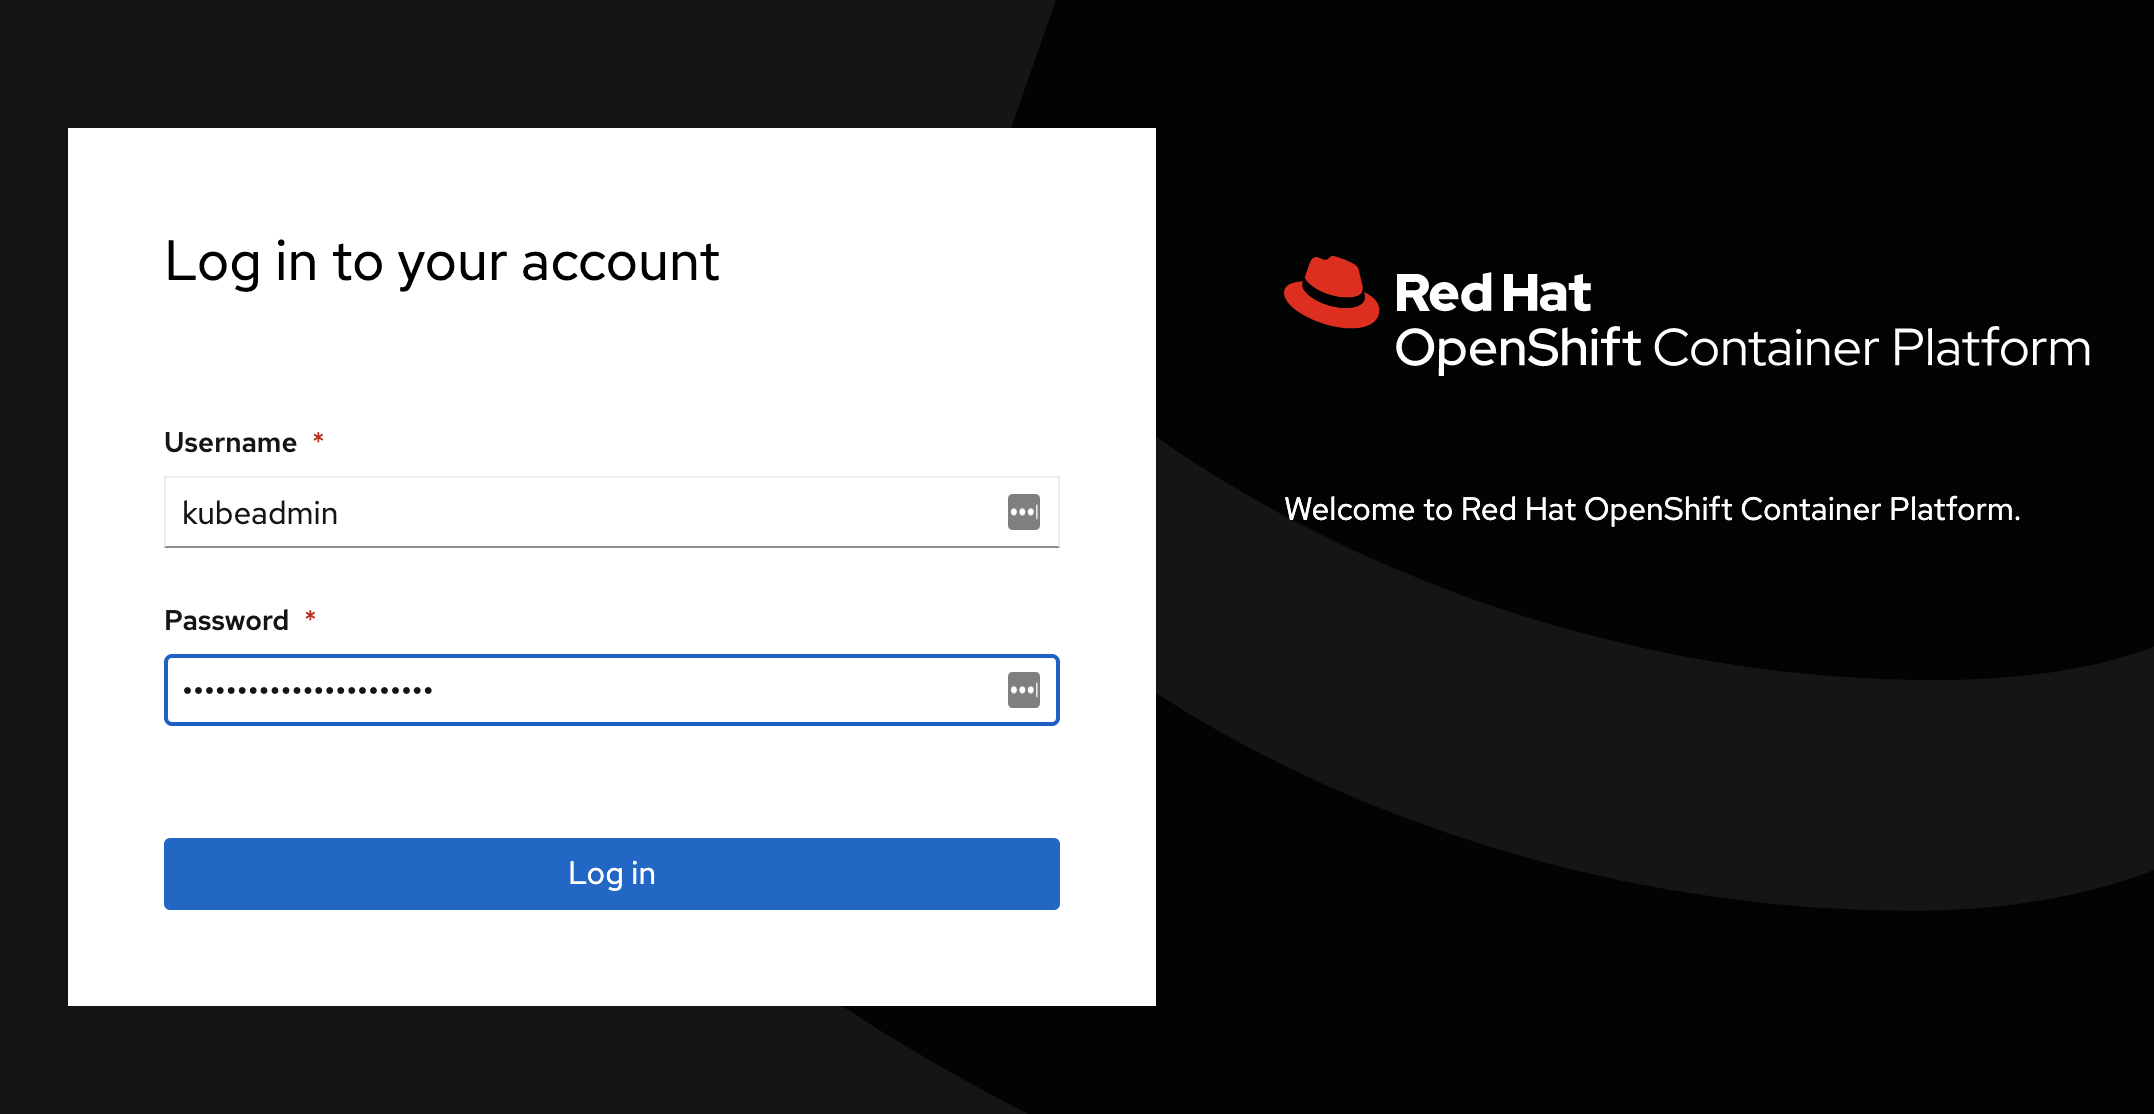 Log in to your account
Username *
kubeadmin
Password *
•••••••••••••••••••••••
Log in
Red Hat
OpenShift Container Platform
Welcome to Red Hat OpenShift Container Platform.